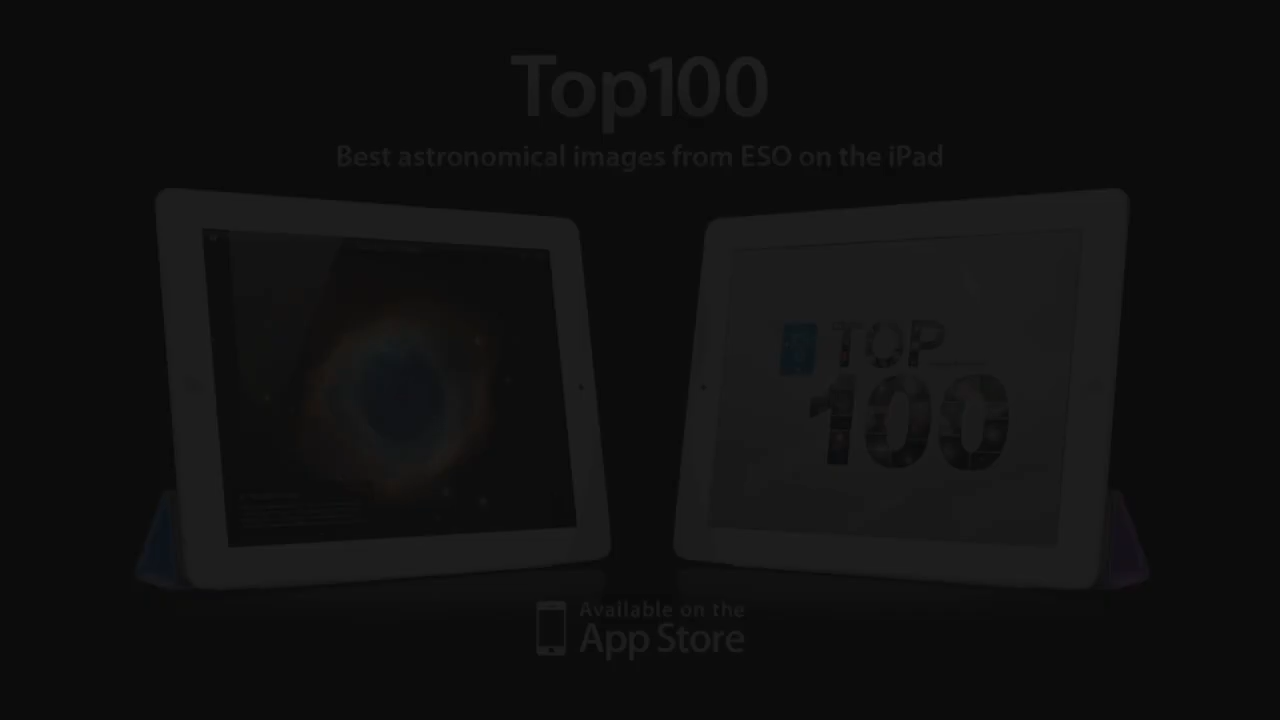 Top100
Best astronomical images from ESO on the iPad
TOP
100
Available on the
App Store